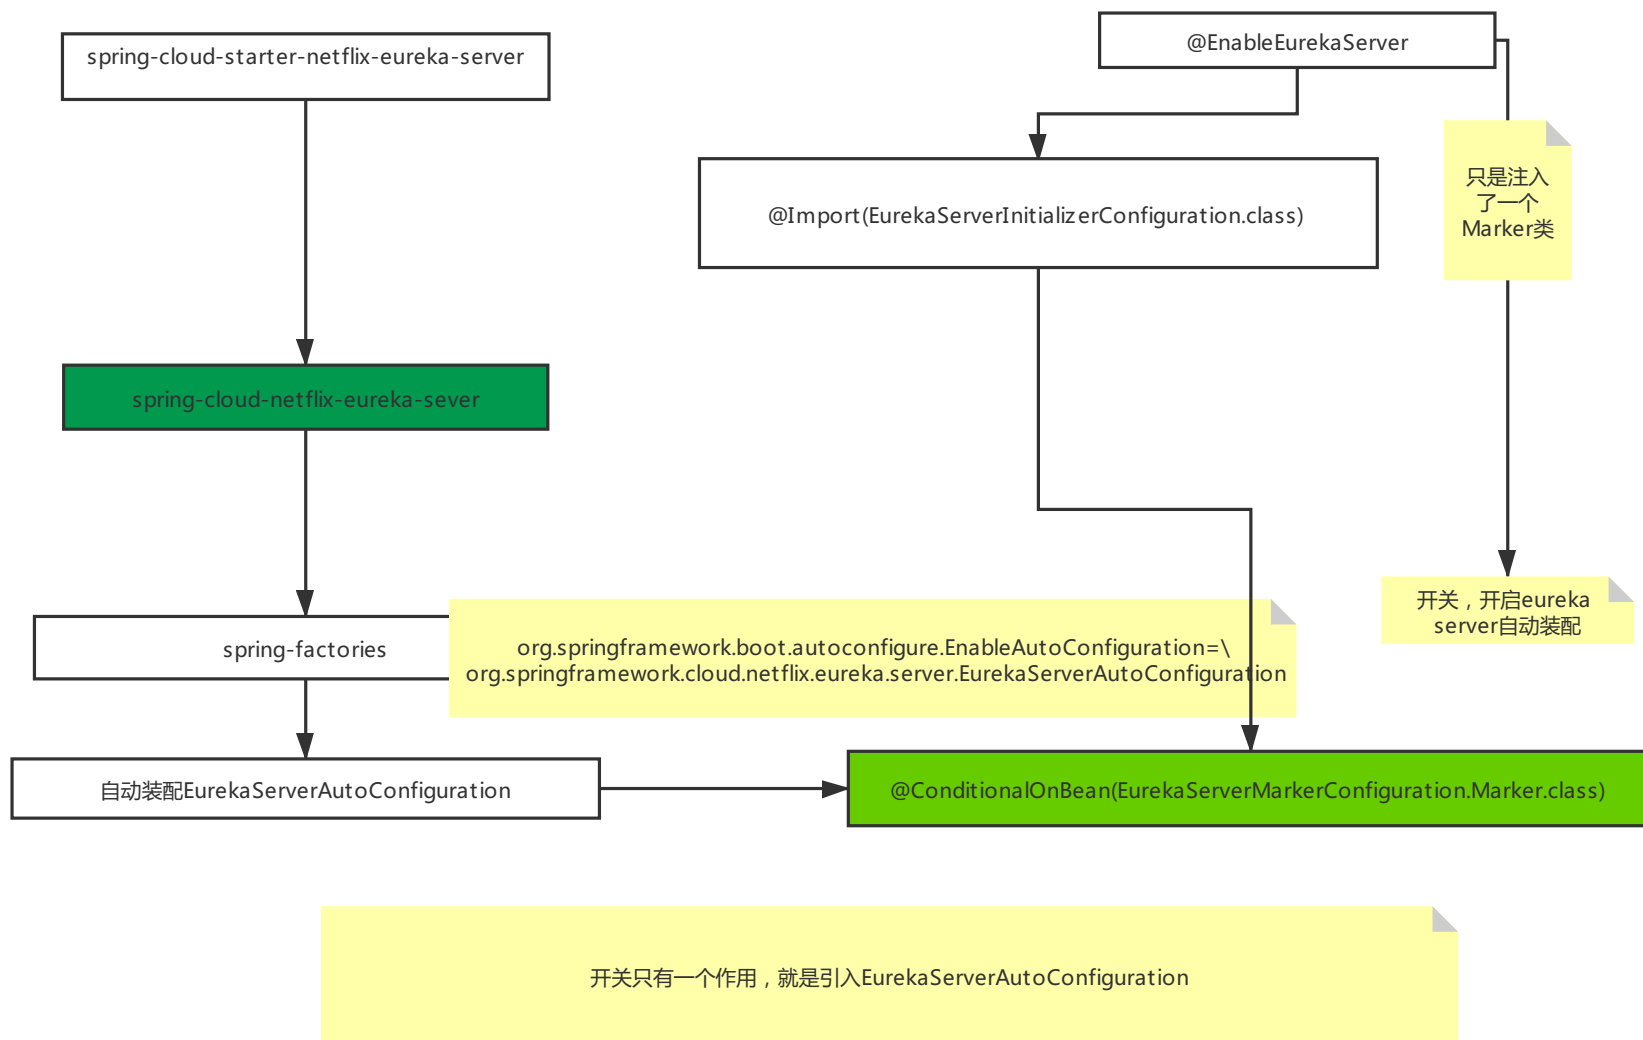 spring-cloud-starter-netflix-eureka-server
@EnableEurekaServer
只是注入
了一个
Marker类
@Import(EurekaServerInitializerConfiguration.class)
spring-cloud-netflix-eureka-sever
开关，开启eureka
server自动装配
spring-factories
org.springframework.boot.autoconfigure.EnableAutoConfiguration=\
org.springframework.cloud.netflix.eureka.server.EurekaServerAutoConfiguration
自动装配EurekaServerAutoConfiguration
@ConditionalOnBean(EurekaServerMarkerConfiguration.Marker.class)
开关只有一个作用，就是引入EurekaServerAutoConfiguration